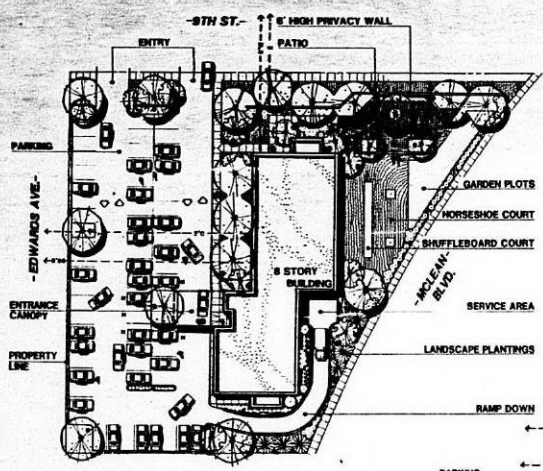 -9TH ST.-
6' HIGH PRIVACY WALL
ENTRY
PATIO
PARKING
GARDEN PLOTS
HORSESHOE COURT
-EDWARDS AVE.-
SHUFFLEBOARD COURT
-MCLEAN-
BLVD.
STORY
BUILDING
ENTRANCE
CANOPY
SERVICE AREA
PROPERTY
LINE
LANDSCAPE PLANTINGS
RAMP DOWN
PARKING